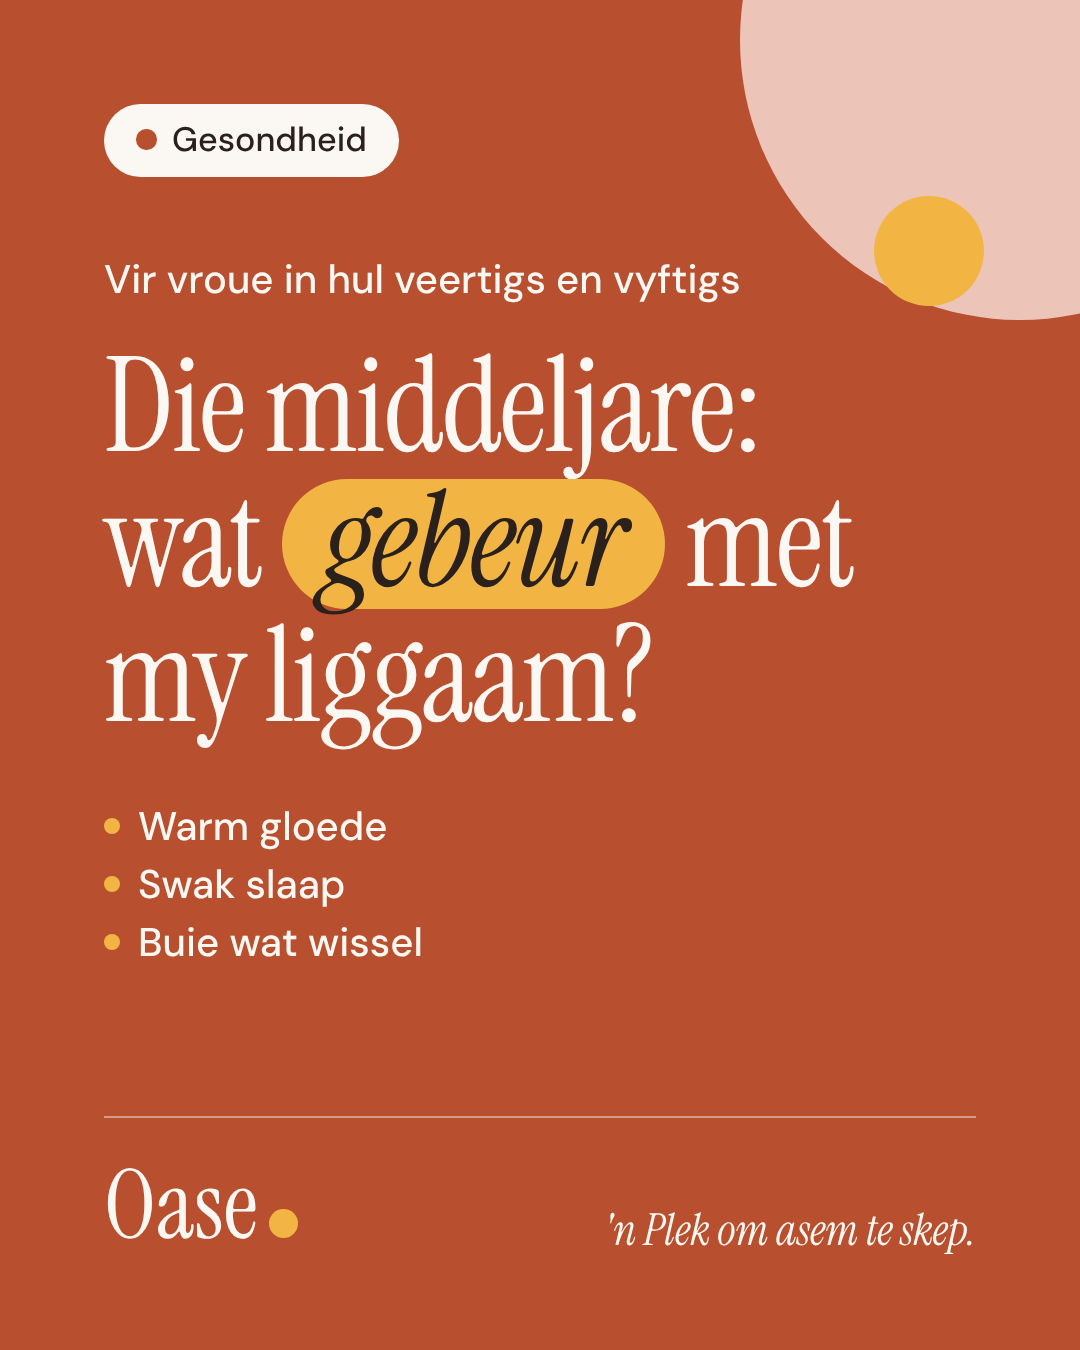 Gesondheid
Vir vroue in hul veertigs en vyftigs
Die middeljare:
wat gebeur met
my liggaam?
Warm gloede
Swak slaap
Buie wat wissel
Oase
'n Plek om asem te skep.